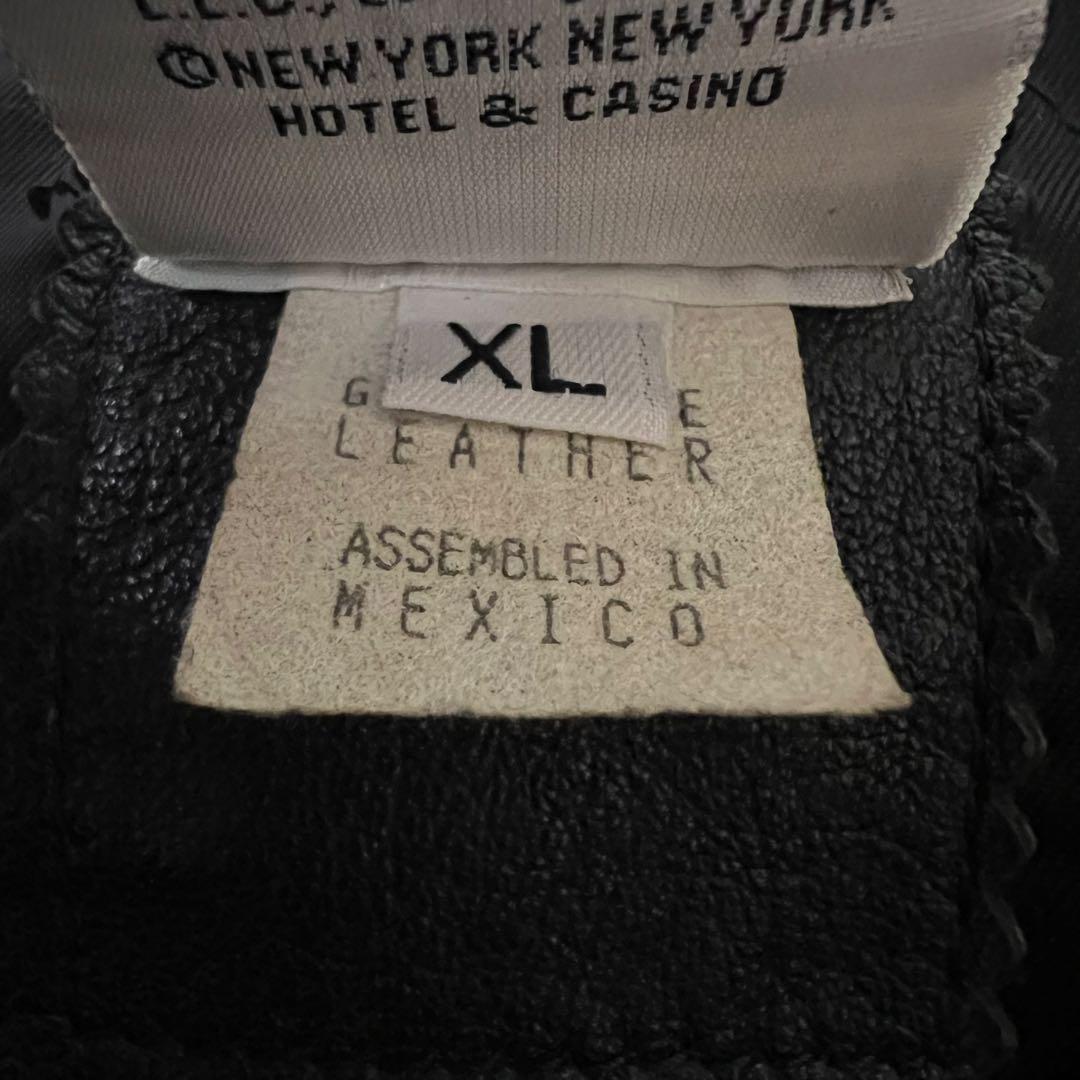 ©NEW YORK NEW YORK
HOTEL & CASINO
XL
LEATHER
ASSEMBLED IN
MEXICO